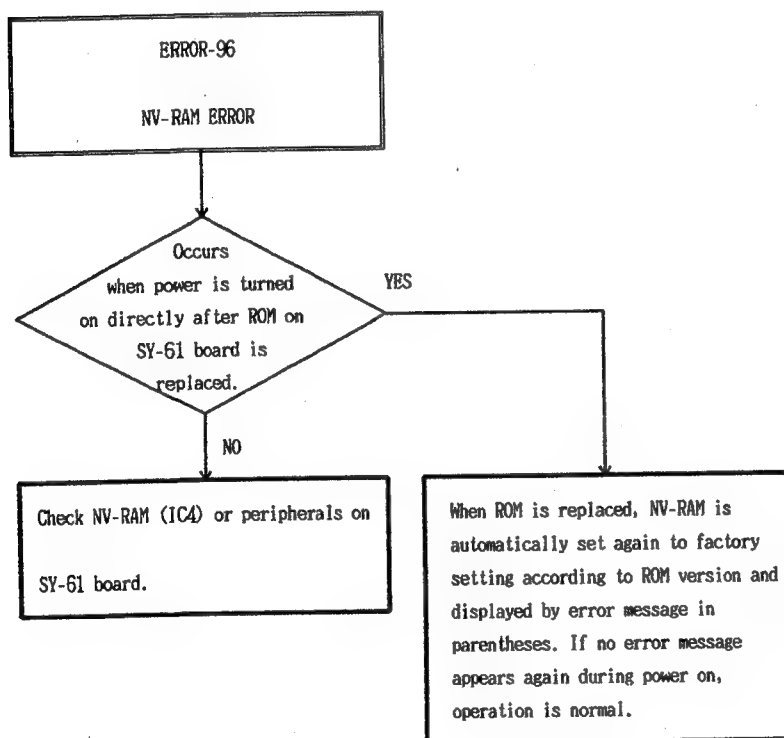 ERROR-96
NV-RAM ERROR
Occurs
when power is turned
on directly after ROM on
SY-61 board is
replaced.
YES
NO
Check NV-RAM (IC4) or peripherals on
SY-61 board.
When ROM is replaced, NV-RAM is
automatically set again to factory
setting according to ROM version and
displayed by error message in
parentheses. If no error message
appears again during power on,
operation is normal.